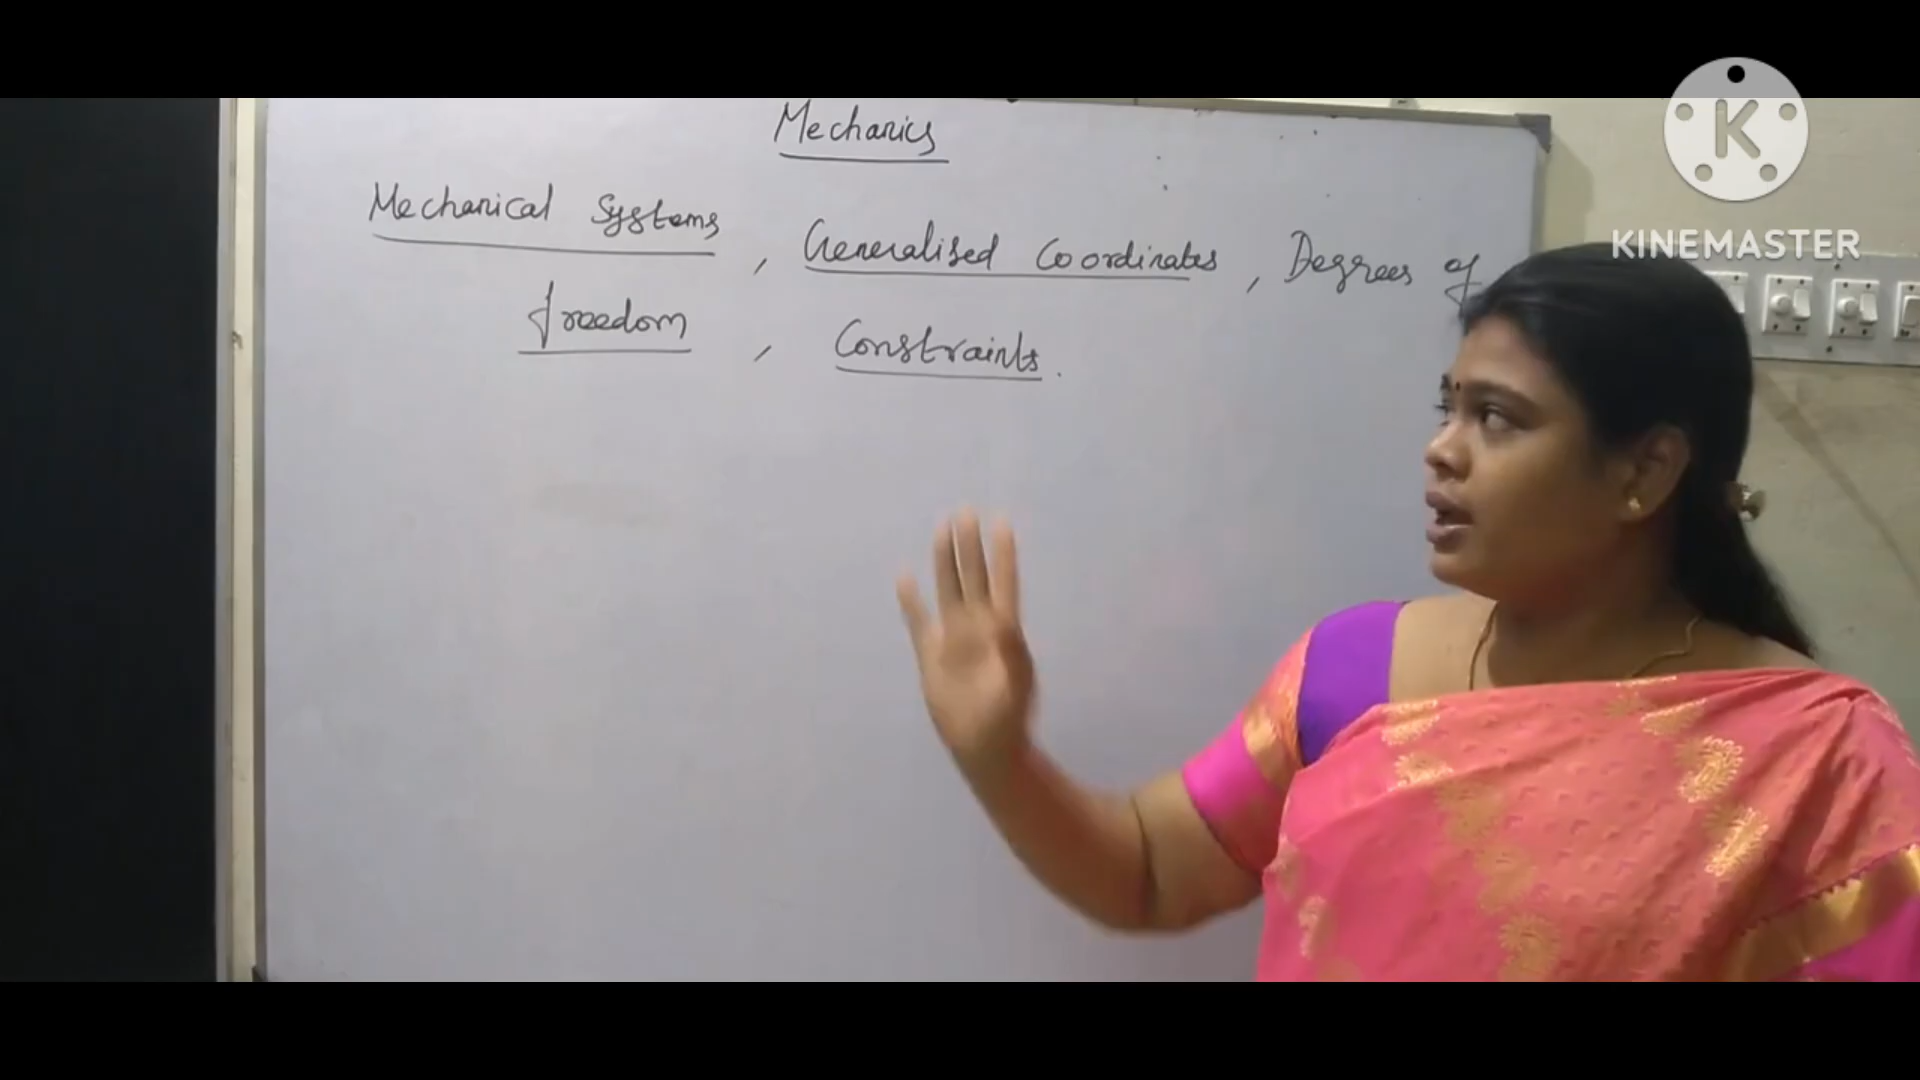 Mechanics
Mechanical Systems, Generalised Coordinates, Degrees of
freedom, Constraints.
K
KINEMASTER